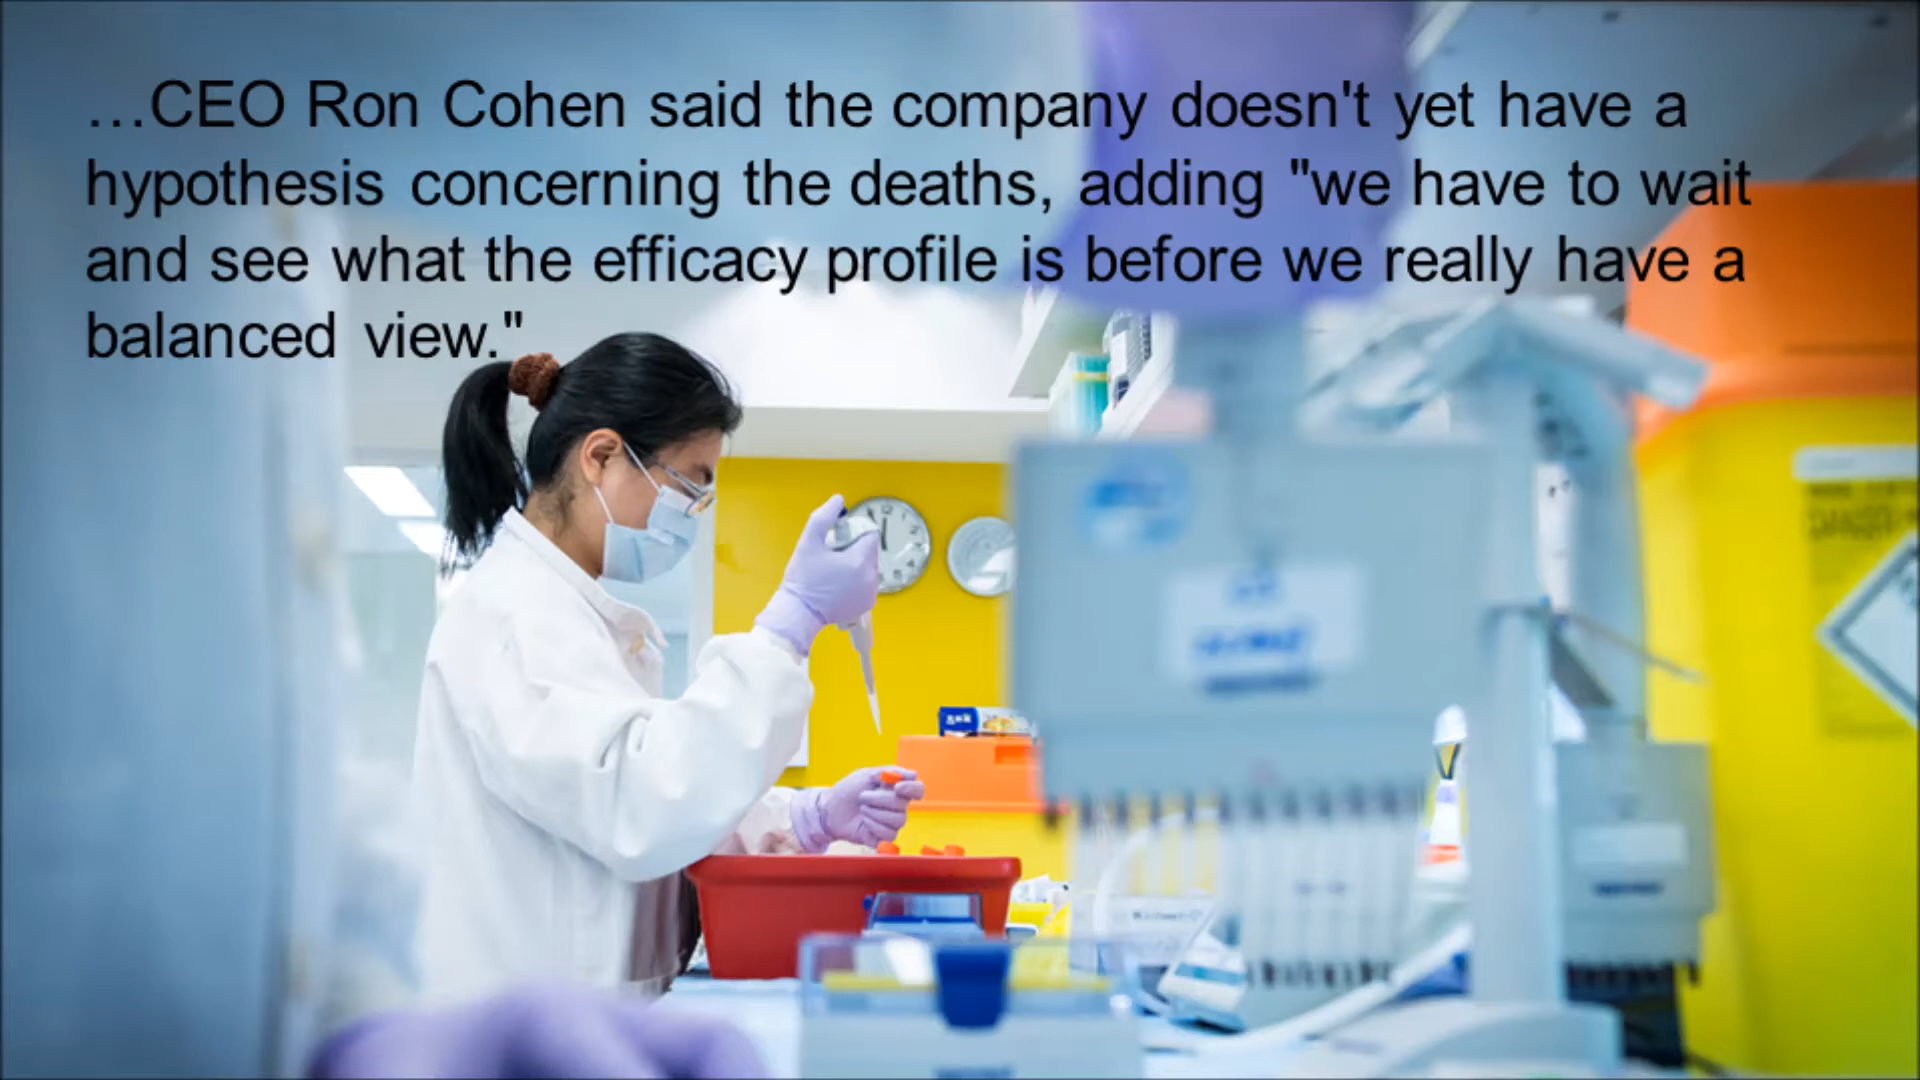 …CEO Ron Cohen said the company doesn't yet have a
hypothesis concerning the deaths, adding "we have to wait
and see what the efficacy profile is before we really have a
balanced view."